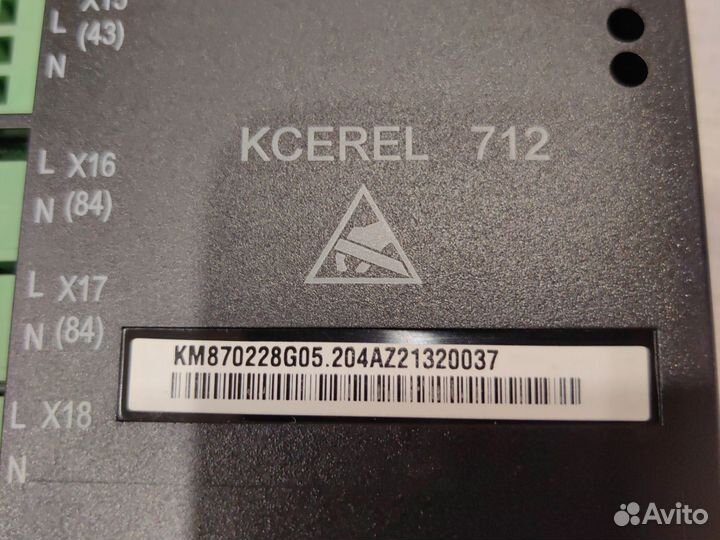 X15
L (43)
N
KCEREL 712
L X16
N (84)
L X17
N (84)
KM870228G05.204AZ21320037
L X18
N
Avito